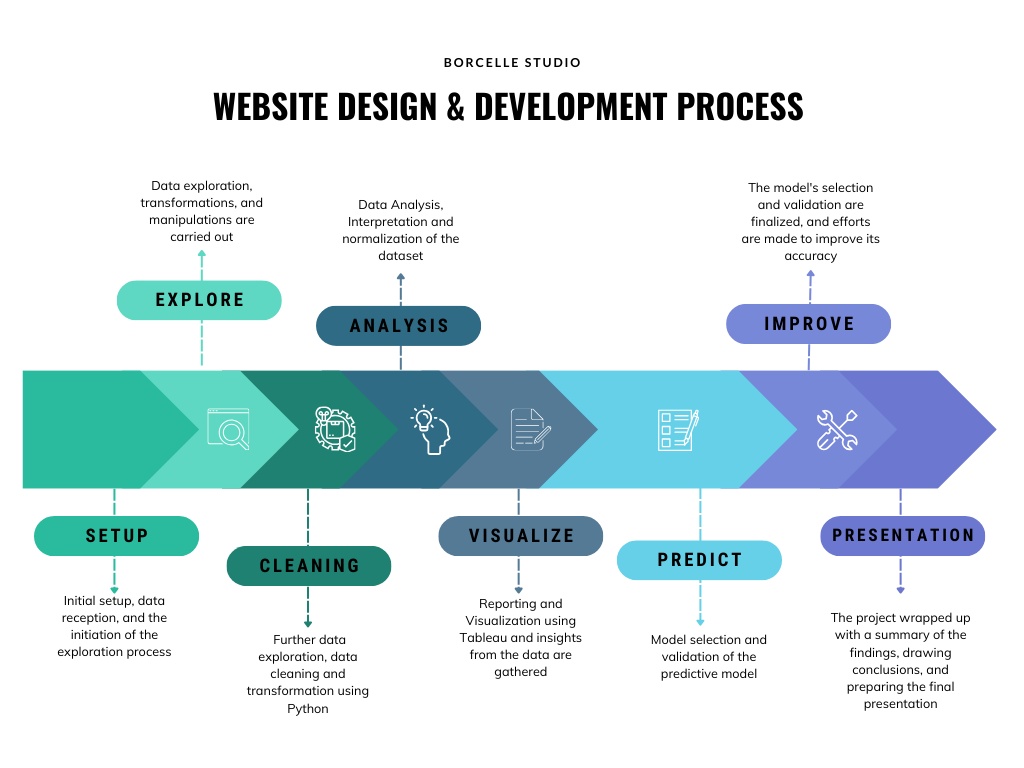 BORCELLE STUDIO
WEBSITE DESIGN & DEVELOPMENT PROCESS
Data exploration,
transformations, and
manipulations are
carried out
EXPLORE
Data Analysis,
Interpretation and
normalization of the
dataset
ANALYSIS
The model's selection
and validation are
finalized, and efforts
are made to improve its
accuracy
IMPROVE
SETUP
Initial setup, data
reception, and the
initiation of the
exploration process
CLEANING
Further data
exploration, data
cleaning and
transformation using
Python
VISUALIZE
Reporting and
Visualization using
Tableau and insights
from the data are
gathered
PREDICT
Model selection and
validation of the
predictive model
PRESENTATION
The project wrapped up
with a summary of the
findings, drawing
conclusions, and
preparing the final
presentation